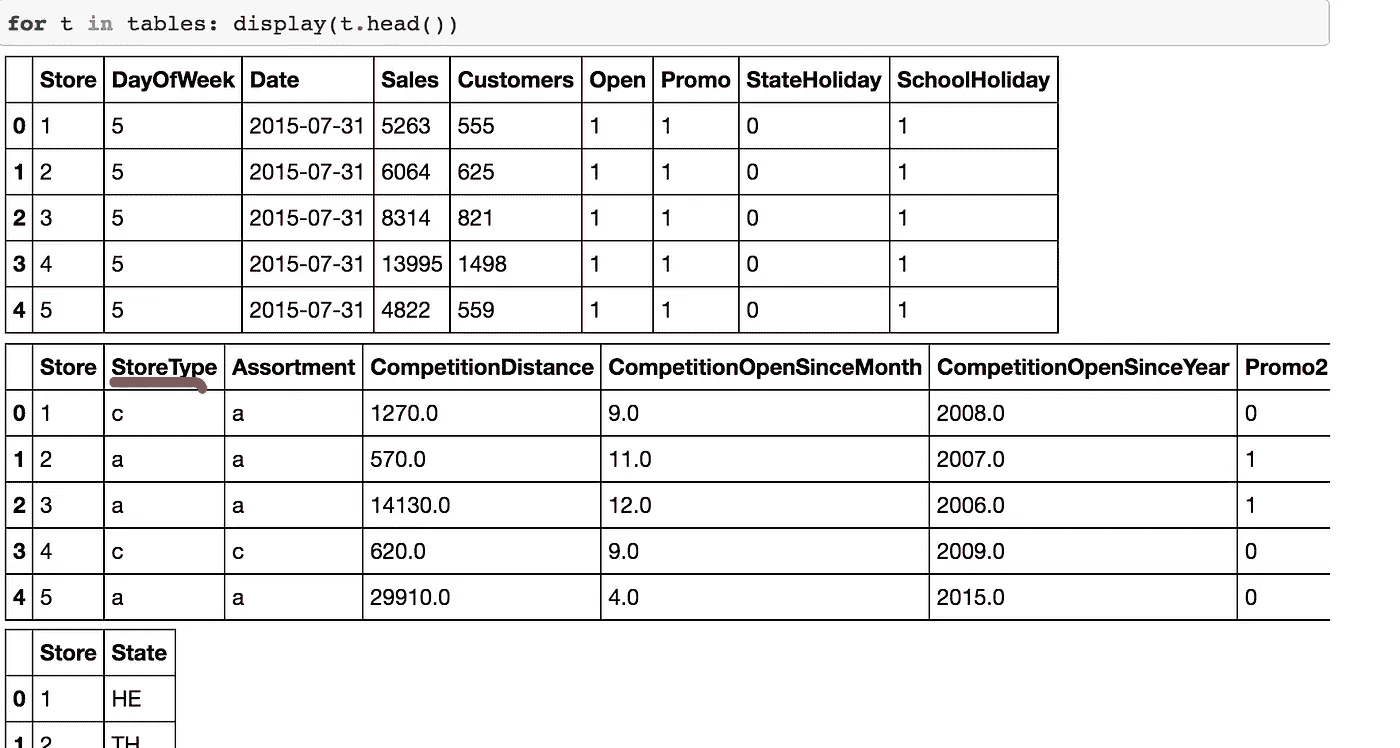 for t in tables: display(t.head())
Store DayOfWeek Date Sales Customers Open Promo StateHoliday SchoolHoliday
0 1 5 2015-07-31 5263 555 1 1 0 1
1 2 5 2015-07-31 6064 625 1 1 0 1
2 3 5 2015-07-31 8314 821 1 1 0 1
3 4 5 2015-07-31 13995 1498 1 1 0 1
4 5 5 2015-07-31 4822 559 1 1 0 1
Store StoreType Assortment CompetitionDistance CompetitionOpenSinceMonth CompetitionOpenSinceYear Promo2
0 1 c a 1270.0 9.0 2008.0 0
1 2 a a 570.0 11.0 2007.0 1
2 3 a a 14130.0 12.0 2006.0 1
3 4 c c 620.0 9.0 2009.0 0
4 5 a a 29910.0 4.0 2015.0 0
Store State
0 1 HE
1 2 TH